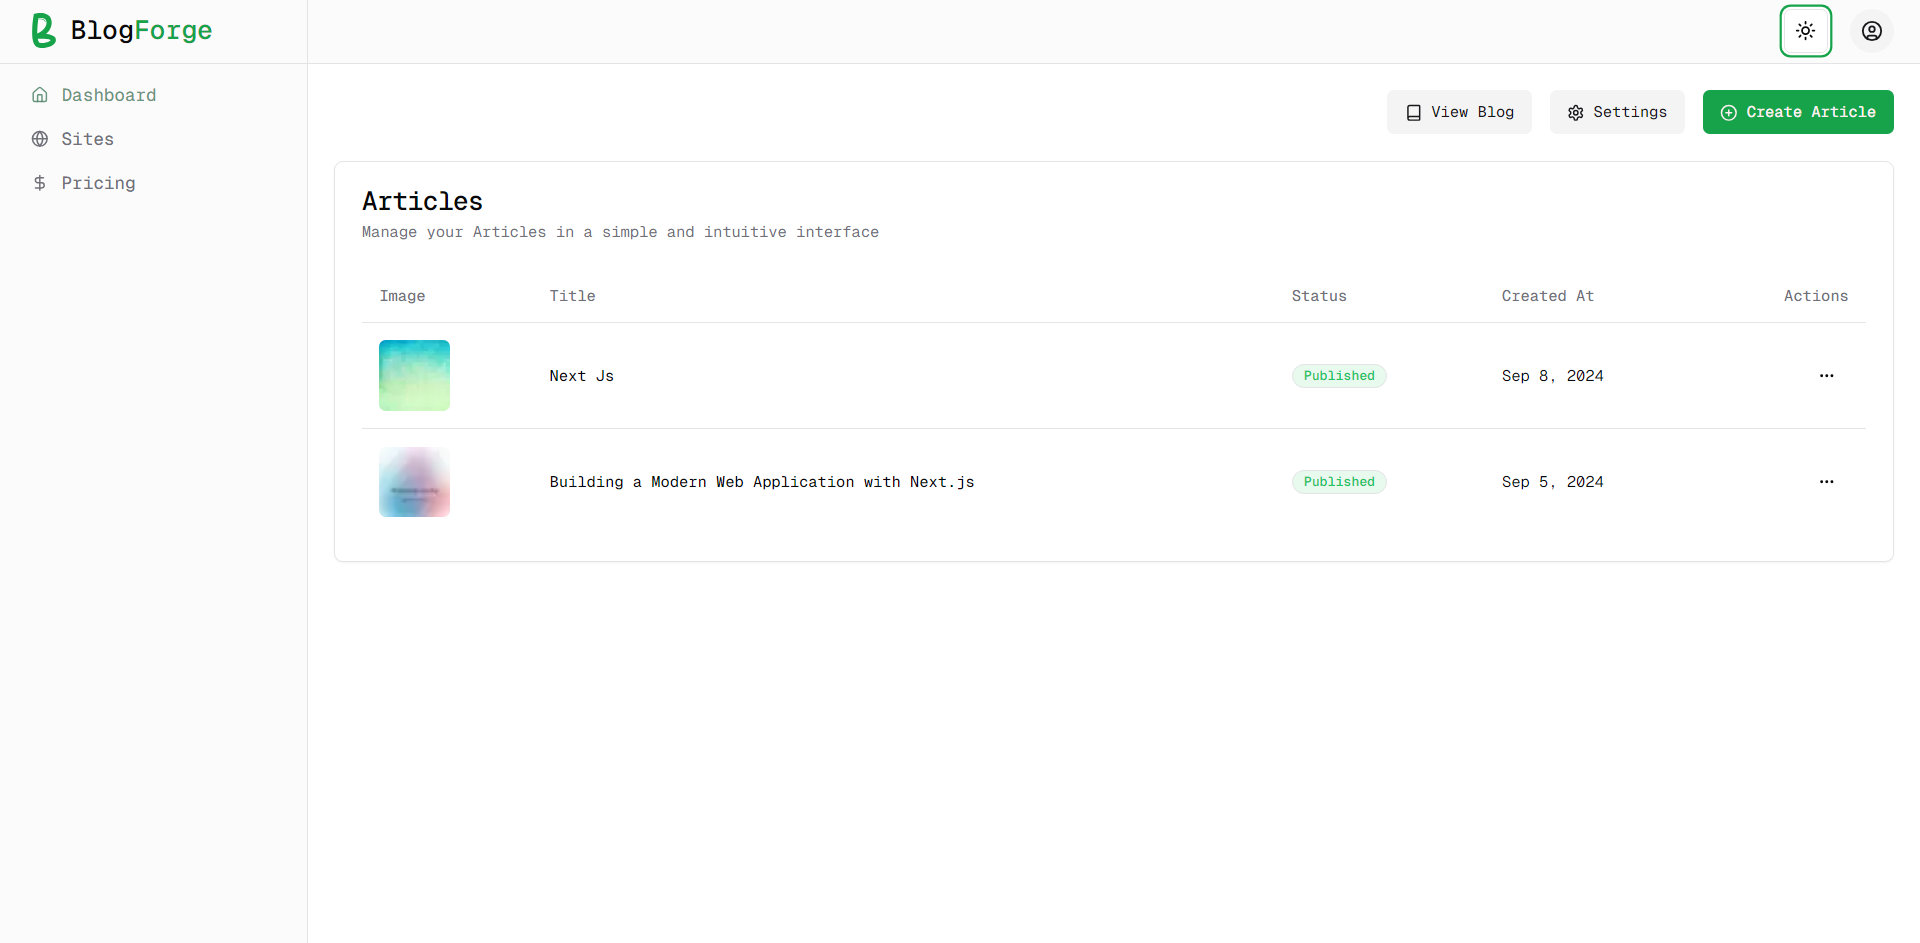 BlogForge
Dashboard
Sites
Pricing
View Blog
Settings
Create Article
Articles
Manage your Articles in a simple and intuitive interface
Image Title Status Created At Actions
Next Js Published Sep 8, 2024
Building a Modern Web Application with Next.js Published Sep 5, 2024